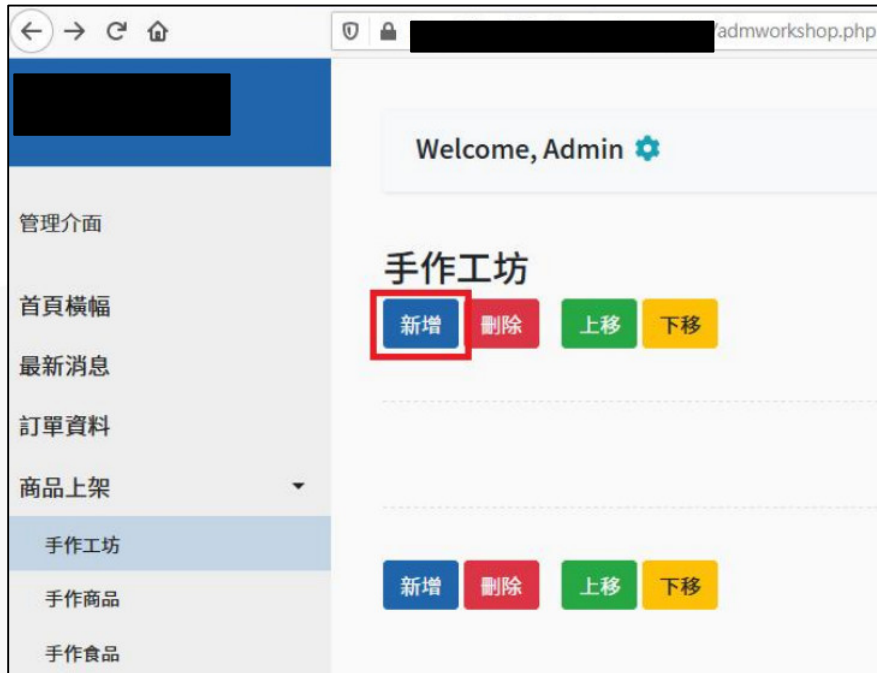 /admworkshop.php
Welcome, Admin
管理介面
首頁橫幅
最新消息
訂單資料
商品上架
手作工坊
手作商品
手作食品
手作工坊
新增 刪除 上移 下移
新增 刪除 上移 下移